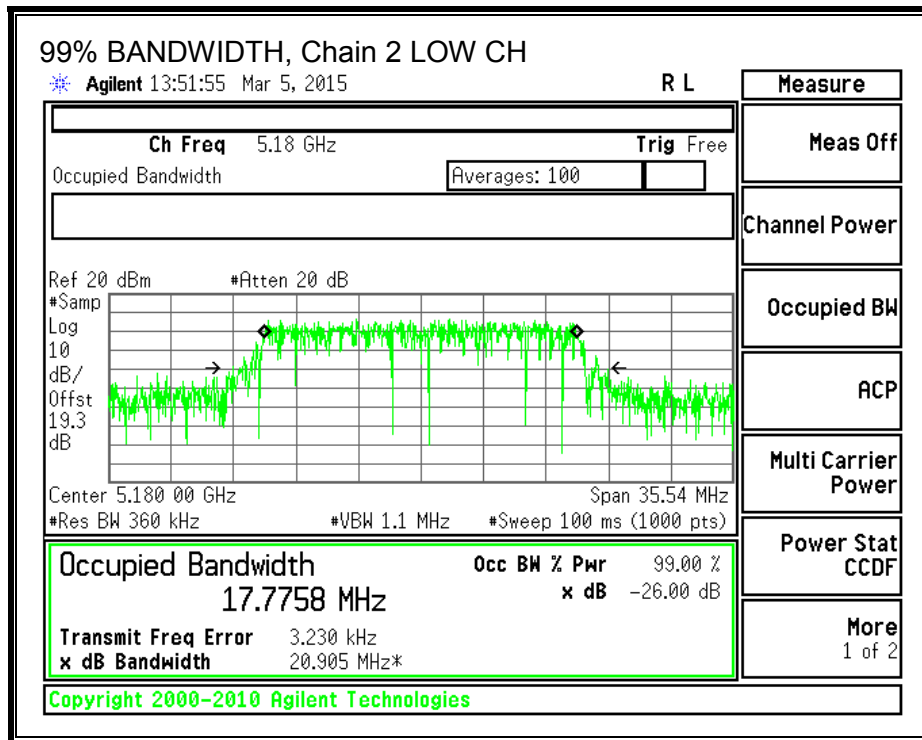 99% BANDWIDTH, Chain 2 LOW CH
Agilent 13:51:55 Mar 5, 2015 R L
Measure
Ch Freq 5.18 GHz Trig Free
Meas Off
Occupied Bandwidth Averages: 100
Channel Power
Ref 20 dBm #Atten 20 dB
#Samp
Log
10
dB/
Offst
19.3
dB
Occupied BW
ACP
Center 5.180 00 GHz Span 35.54 MHz
#Res BW 360 kHz #VBW 1.1 MHz #Sweep 100 ms (1000 pts)
Multi Carrier
Power
Occupied Bandwidth Occ BW % Pwr 99.00 %
17.7758 MHz x dB -26.00 dB
Power Stat
CCDF
Transmit Freq Error 3.230 kHz
x dB Bandwidth 20.905 MHz*
More
1 of 2
Copyright 2000-2010 Agilent Technologies